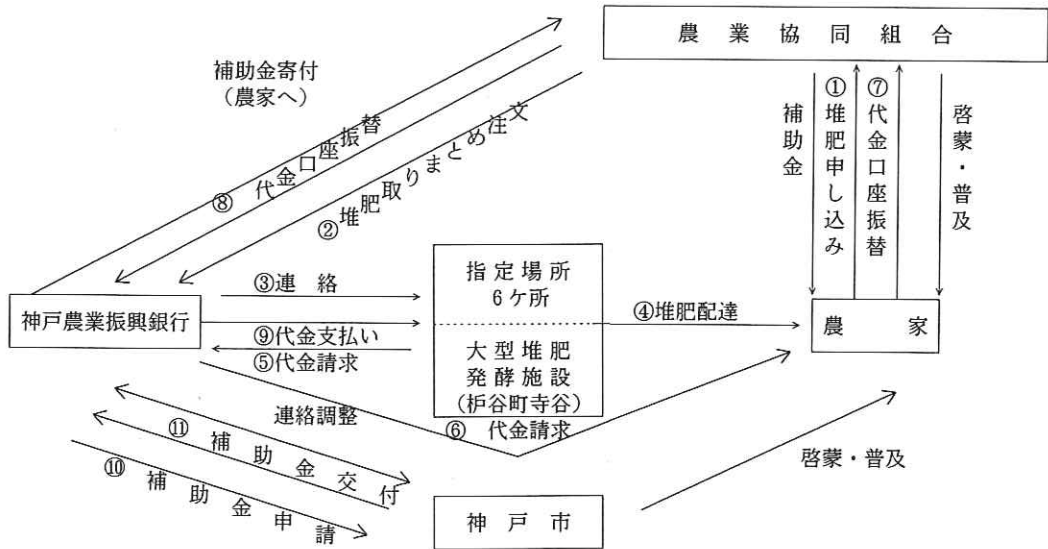 農業協同組合
補助金寄付
（農家へ）
⑧代金口座振替
②堆肥取りまとめ注文
補助金
①堆肥申し込み
⑦代金口座振替
啓蒙・普及
神戸農業振興銀行
③連　絡
⑨代金支払い
⑤代金請求
指定場所
6ケ所
大型堆肥
発酵施設
(枦谷町寺谷)
④堆肥配達
農　家
連絡調整
⑥　代金請求
⑪補助金交付
⑩補助金申請
神戸市
啓蒙・普及